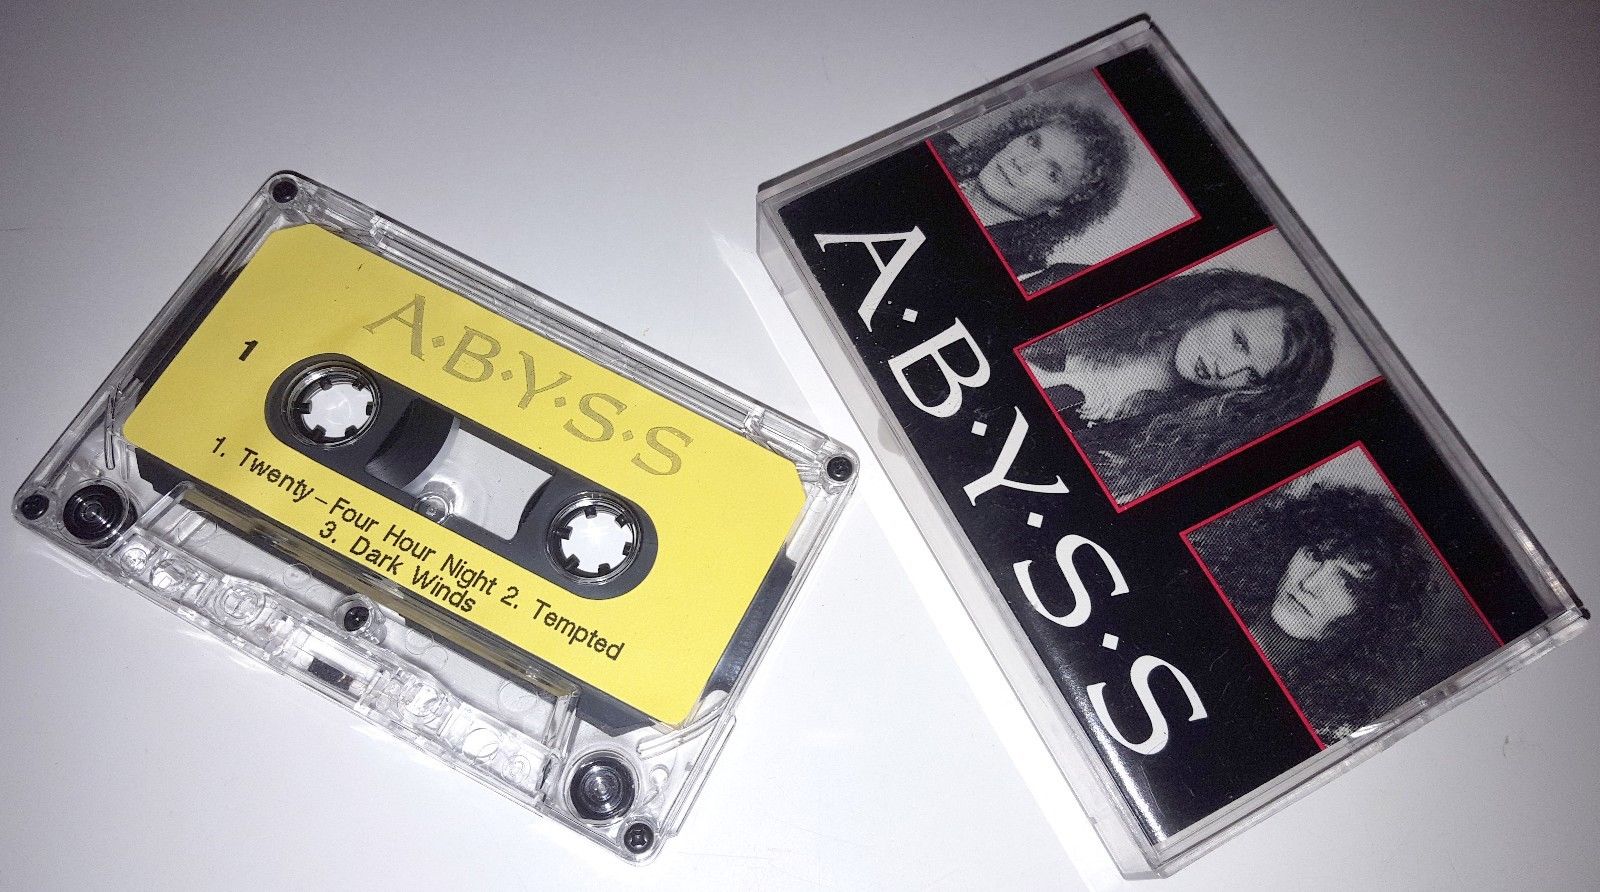 A·B·Y·S·S
1
1. Twenty–Four Hour Night 2. Tempted
3. Dark Winds
A·B·Y·S·S